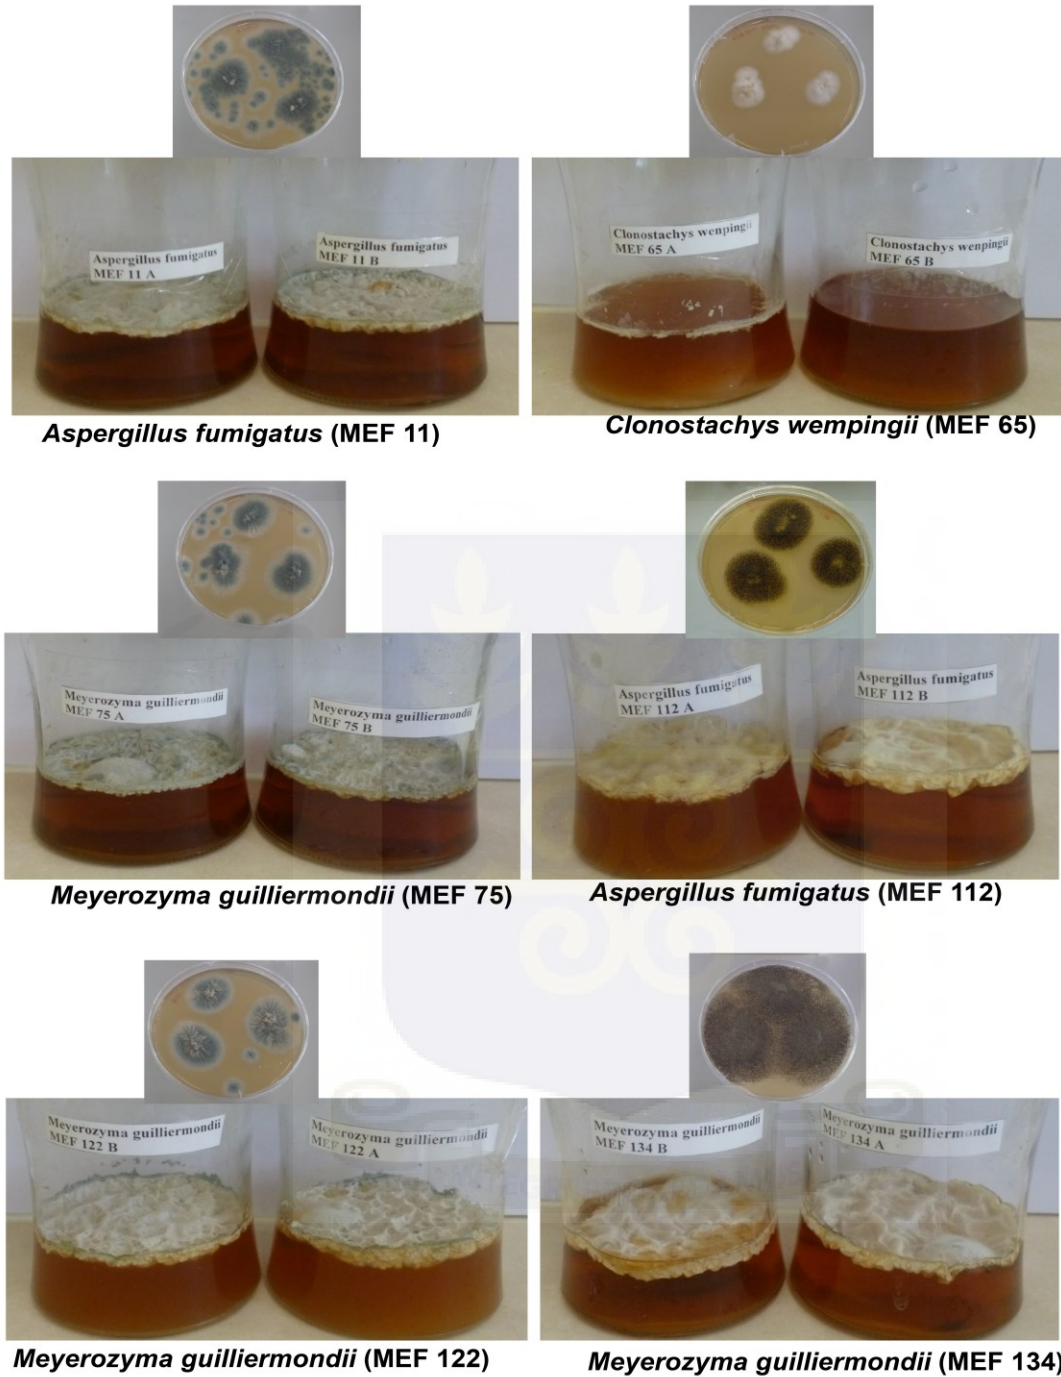 Aspergillus fumigatus
MEF 11 A
Aspergillus fumigatus
MEF 11 B
Aspergillus fumigatus (MEF 11)
Clonostachys wenpingii
MEF 65 A
Clonostachys wenpingii
MEF 65 B
Clonostachys wempingii (MEF 65)
Meyerozyma guilliermondii
MEF 75 A
Meyerozyma guilliermondii
MEF 75 B
Meyerozyma guilliermondii (MEF 75)
Aspergillus fumigatus
MEF 112 A
Aspergillus fumigatus
MEF 112 B
Aspergillus fumigatus (MEF 112)
Meyerozyma guilliermondii
MEF 122 B
Meyerozyma guilliermondii
MEF 122 A
Meyerozyma guilliermondii (MEF 122)
Meyerozyma guilliermondii
MEF 134 B
Meyerozyma guilliermondii
MEF 134 A
Meyerozyma guilliermondii (MEF 134)